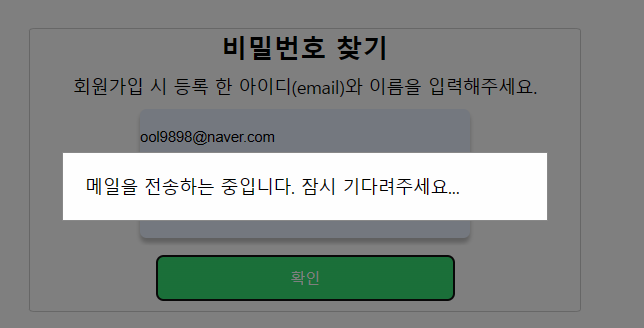 비밀번호 찾기
회원가입 시 등록 한 아이디(email)와 이름을 입력해주세요.
ool9898@naver.com
메일을 전송하는 중입니다. 잠시 기다려주세요...
확인